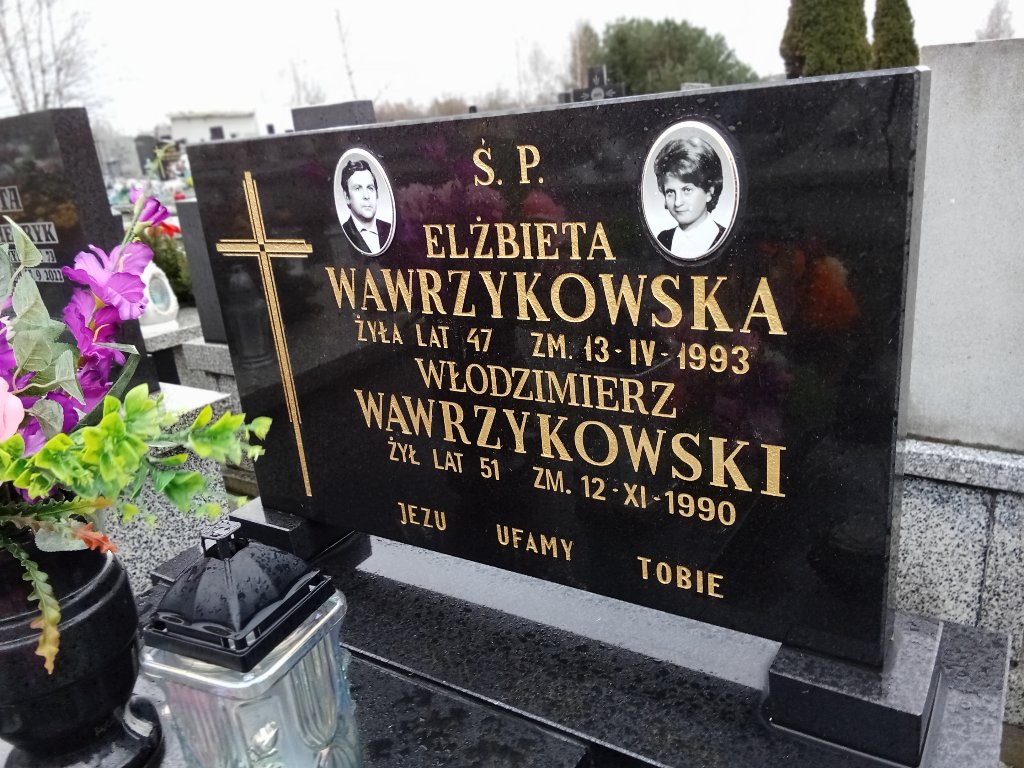 Ś. P.
ELŻBIETA
WAWRZYKOWSKA
ŻYŁA LAT 47 ZM. 13-IV-1993
WŁODZIMIERZ
WAWRZYKOWSKI
ŻYŁ LAT 51 ZM. 12-XI-1990
JEZU UFAMY TOBIE